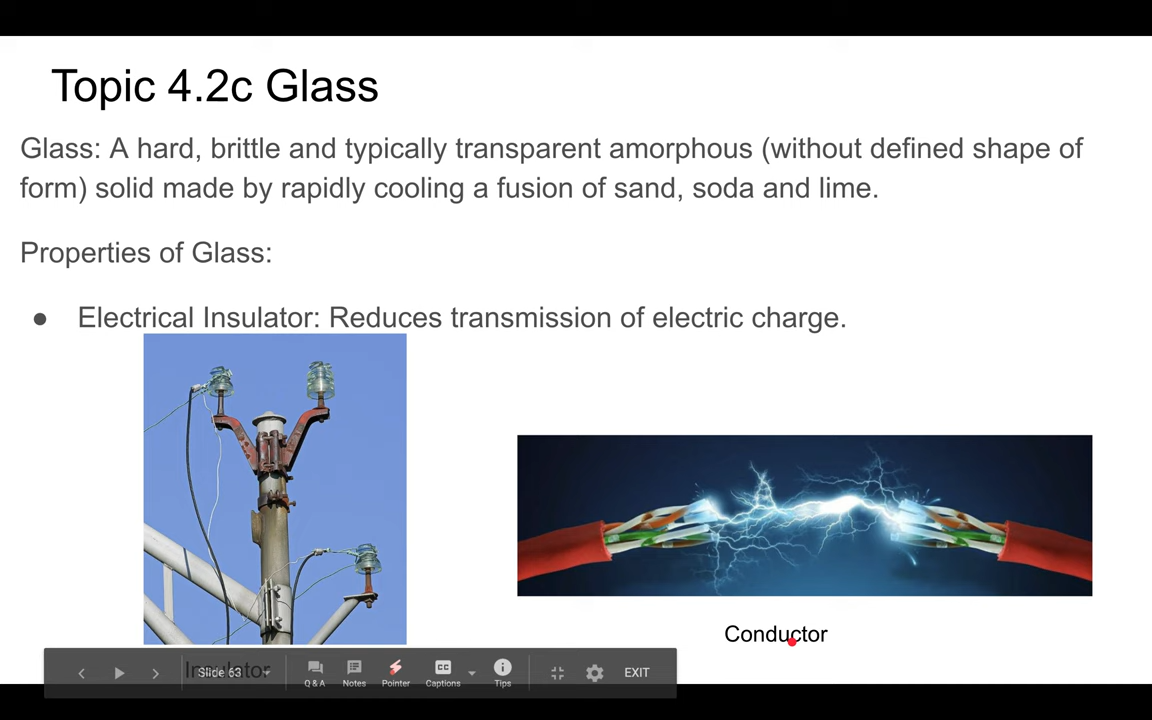 Topic 4.2c Glass
Glass: A hard, brittle and typically transparent amorphous (without defined shape of
form) solid made by rapidly cooling a fusion of sand, soda and lime.
Properties of Glass:
● Electrical Insulator: Reduces transmission of electric charge.
Conductor
Insulator
Slide 63
Q & A
Notes
Pointer
CC
Captions
Tips
EXIT